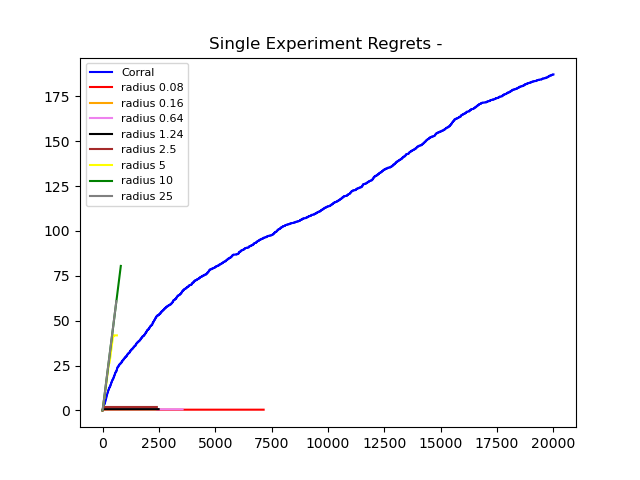 Single Experiment Regrets -
Corral
radius 0.08
radius 0.16
radius 0.64
radius 1.24
radius 2.5
radius 5
radius 10
radius 25
175
150
125
100
75
50
25
0
0 2500 5000 7500 10000 12500 15000 17500 20000